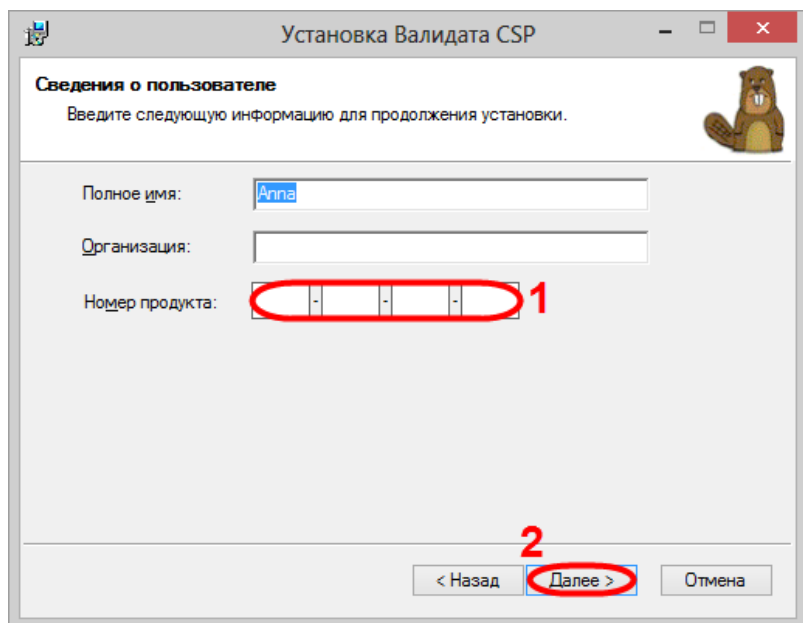 Установка Валидата CSP
Сведения о пользователе
Введите следующую информацию для продолжения установки.
Полное имя: Anna
Организация:
Номер продукта: - - - 1
2
< Назад Далее > Отмена